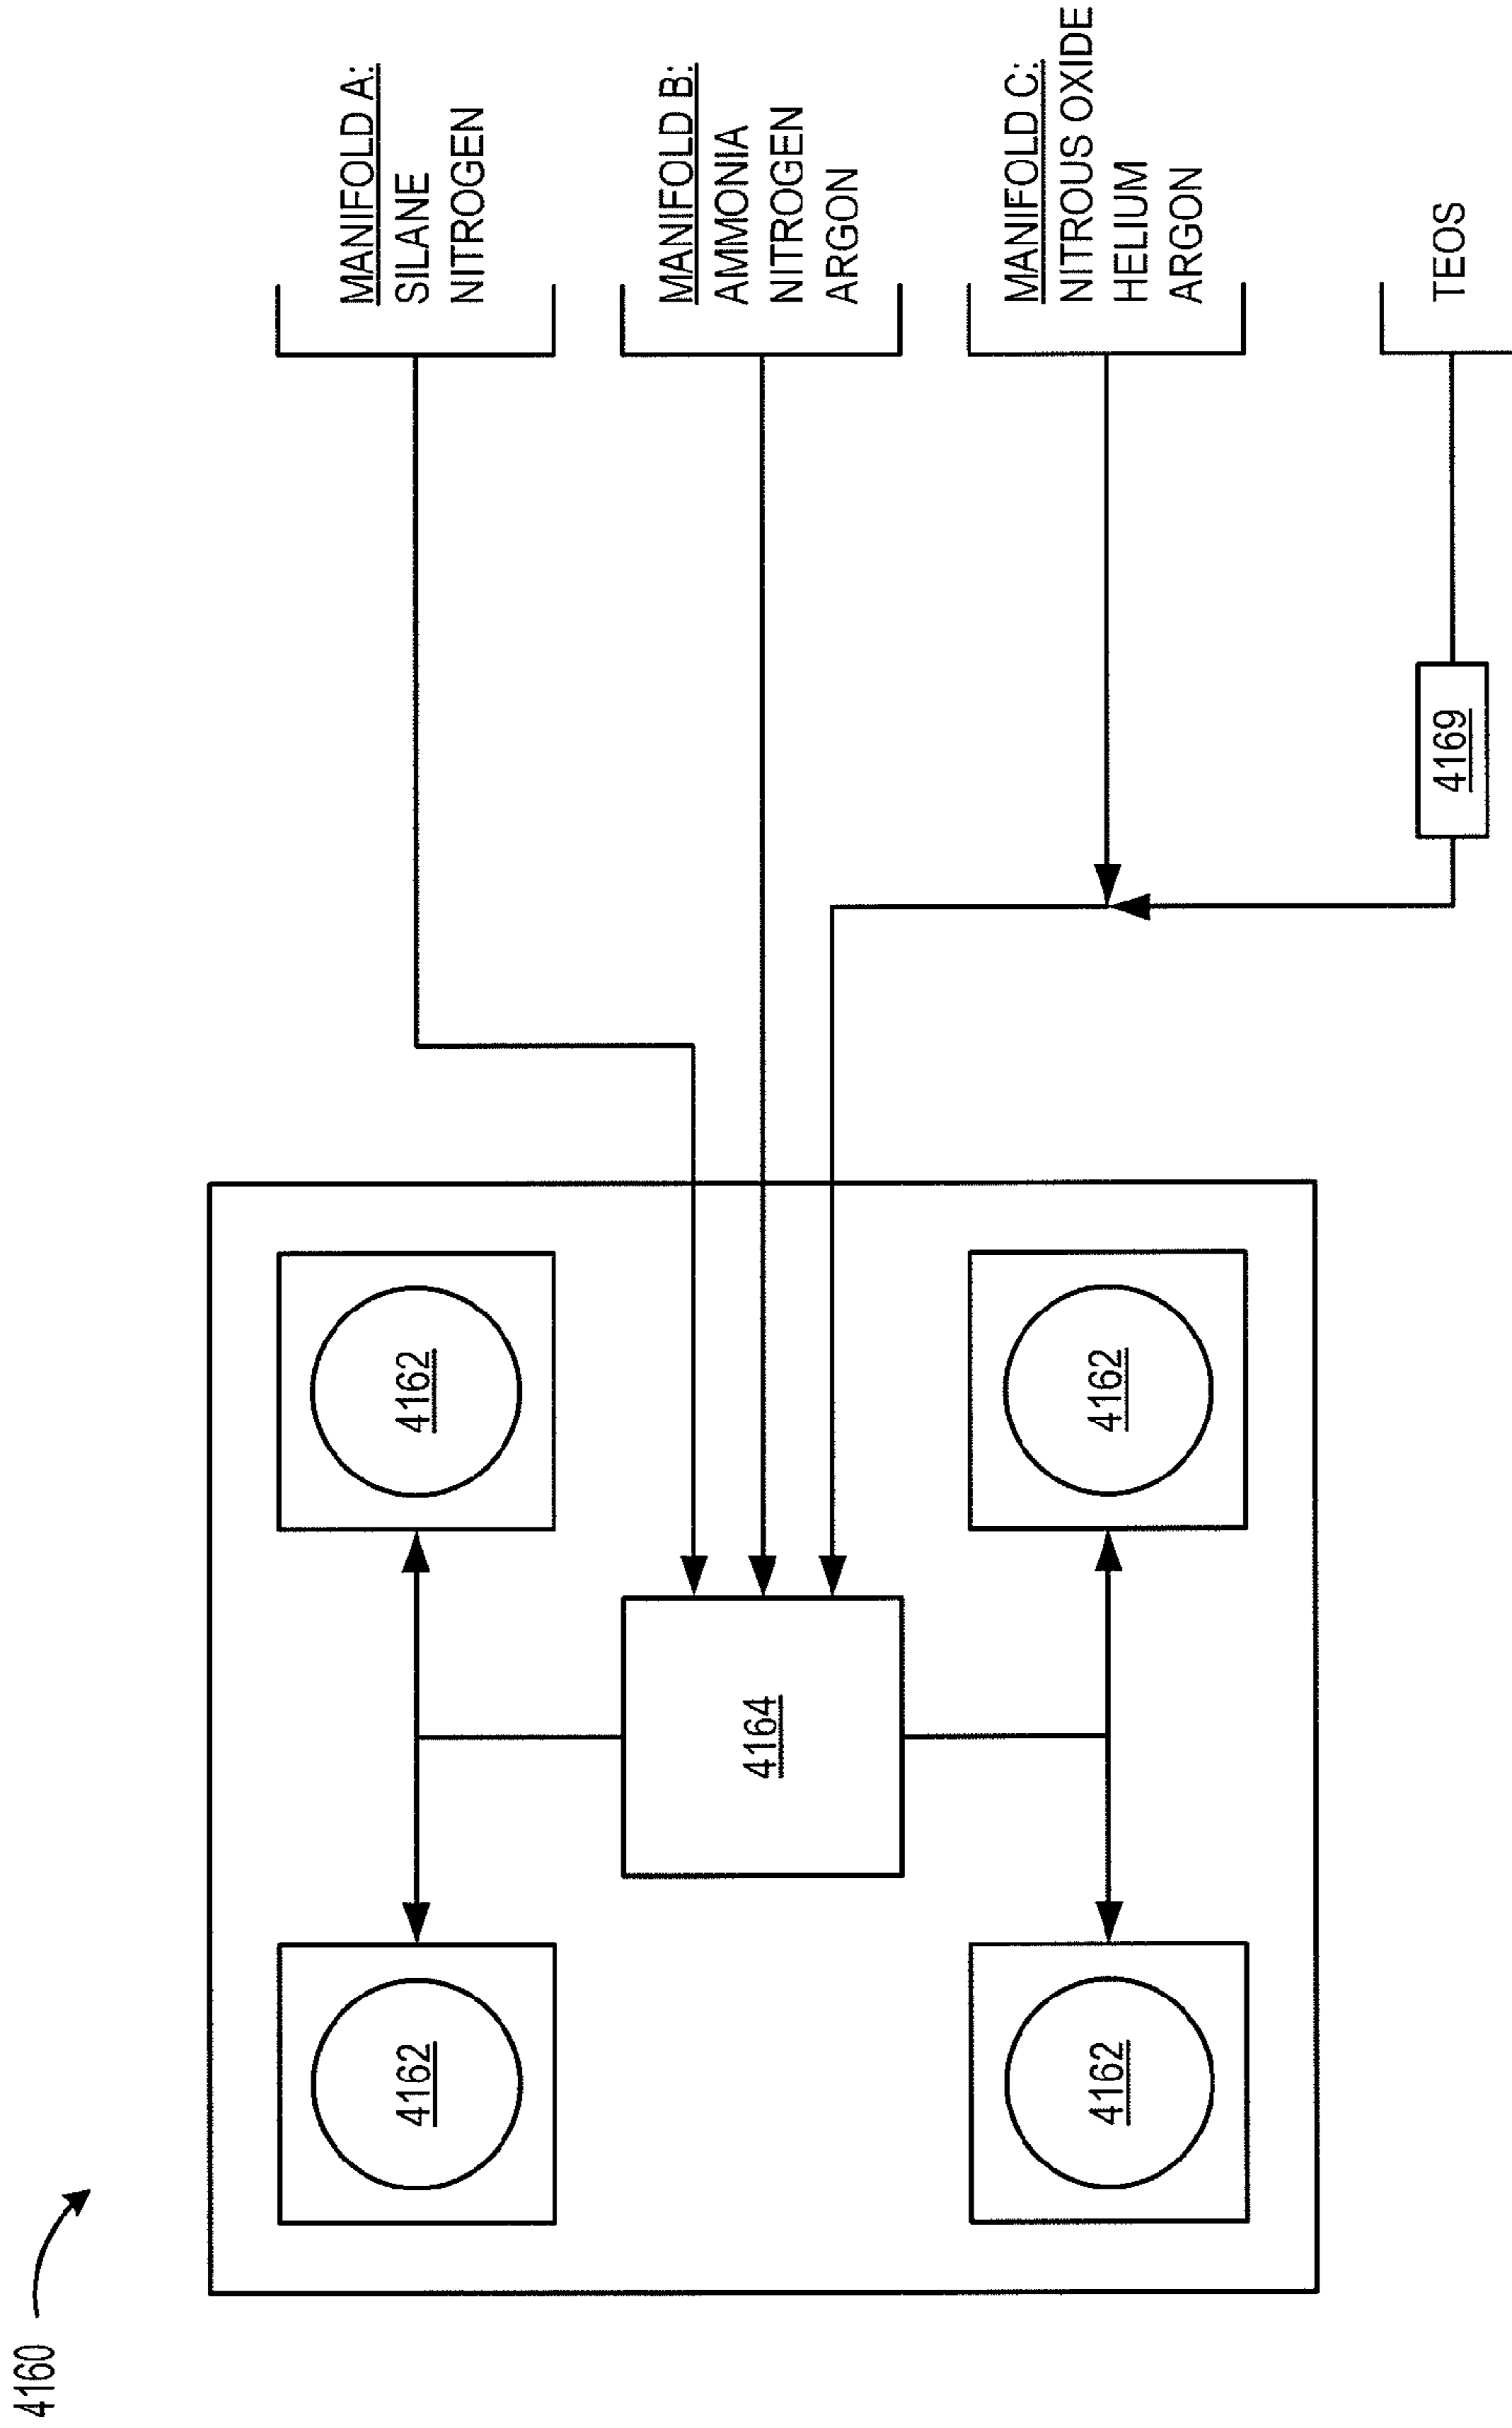 4160
MANIFOLD A:
SILANE
NITROGEN
MANIFOLD B:
AMMONIA
NITROGEN
ARGON
MANIFOLD C:
NITROUS OXIDE
HELIUM
ARGON
TEOS
4169
4162
4162
4164
4162
4162